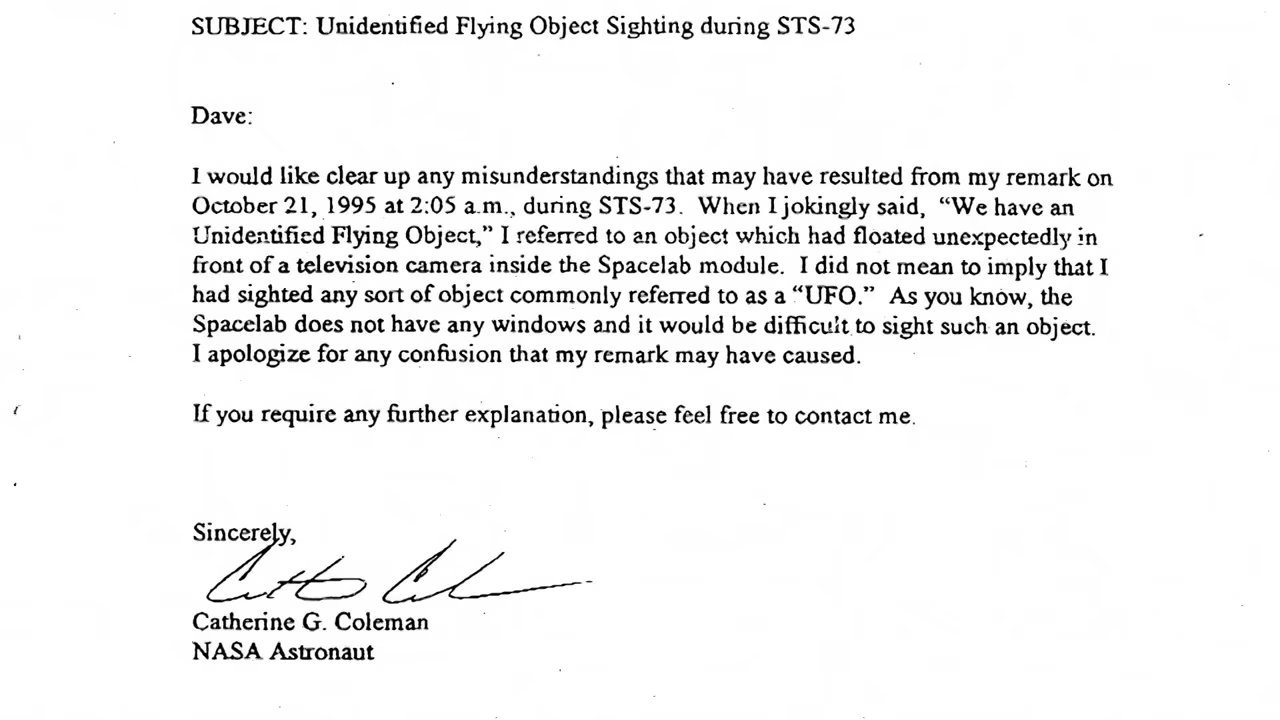 SUBJECT: Unidentified Flying Object Sighting during STS-73
Dave:
I would like clear up any misunderstandings that may have resulted from my remark on
October 21, 1995 at 2:05 a.m., during STS-73. When I jokingly said, “We have an
Unidentified Flying Object,” I referred to an object which had floated unexpectedly in
front of a television camera inside the Spacelab module. I did not mean to imply that I
had sighted any sort of object commonly referred to as a “UFO.” As you know, the
Spacelab does not have any windows and it would be difficult to sight such an object.
I apologize for any confusion that my remark may have caused.
If you require any further explanation, please feel free to contact me.
Sincerely,
Catherine G. Coleman
NASA Astronaut